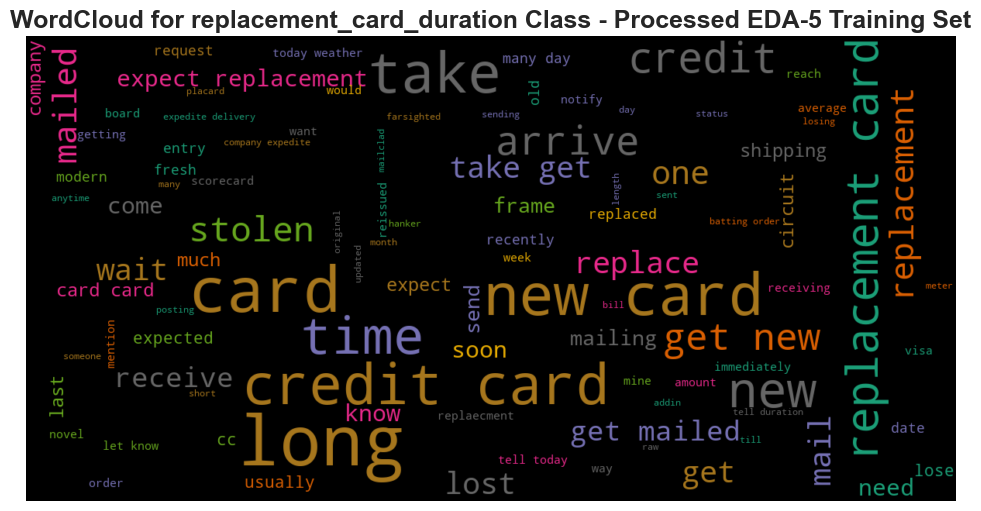 WordCloud for replacement_card_duration Class - Processed EDA-5 Training Set
company
mailed
request
today weather
take
many day
credit
reach
replacement card
expect replacement
placard
would
old
notify
day
status
average
losing
replacement
board
expedite delivery
farsighted
sending
getting
want
arrive
shipping
entry
company expedite
mailclad
take get
one
fresh
modern
many
scorecard
length
sent
circuit
anytime
come
reissued
original
hanker
frame
replaced
batting order
stolen
month
recently
wait
much
updated
week
replace
card card
card
expect
send
new card
bill
receiving
meter
posting
time
mailing
get new
mention
expected
soon
visa
someone
receive
credit card
mine
amount
immediately
new
last
short
know
replaecment
addin
tell duration
novel
let know
cc
long
get mailed
till
mail
date
tell today
raw
order
usually
lost
way
get
need
lose